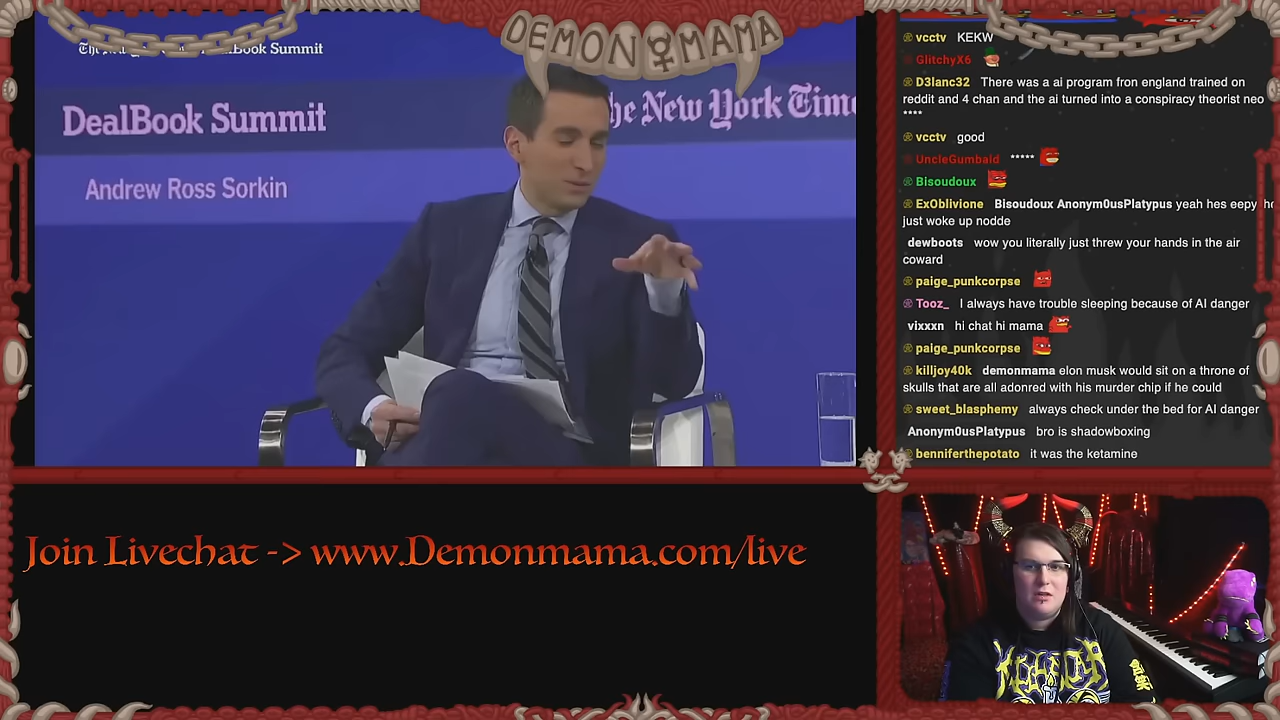 DEMON MAMA
DealBook Summit
The New York Time
Andrew Ross Sorkin
vcctv KEKW
GlitchyX6
D3lanc32 There was a ai program fron england trained on
reddit and 4 chan and the ai turned into a conspiracy theorist neo
****
vcctv good
UncleGumbald *****
Bisoudoux
ExOblivione Bisoudoux Anonym0usPlatypus yeah hes eepy
just woke up nodde
dewboots wow you literally just threw your hands in the air
coward
paige_punkcorpse
Tooz_ I always have trouble sleeping because of AI danger
vixxxn hi chat hi mama
paige_punkcorpse
killjoy40k demonmama elon musk would sit on a throne of
skulls that are all adonred with his murder chip if he could
sweet_blasphemy always check under the bed for AI danger
Anonym0usPlatypus bro is shadowboxing
benniferthepotato it was the ketamine
Join Livechat -> www.Demonmama.com/live